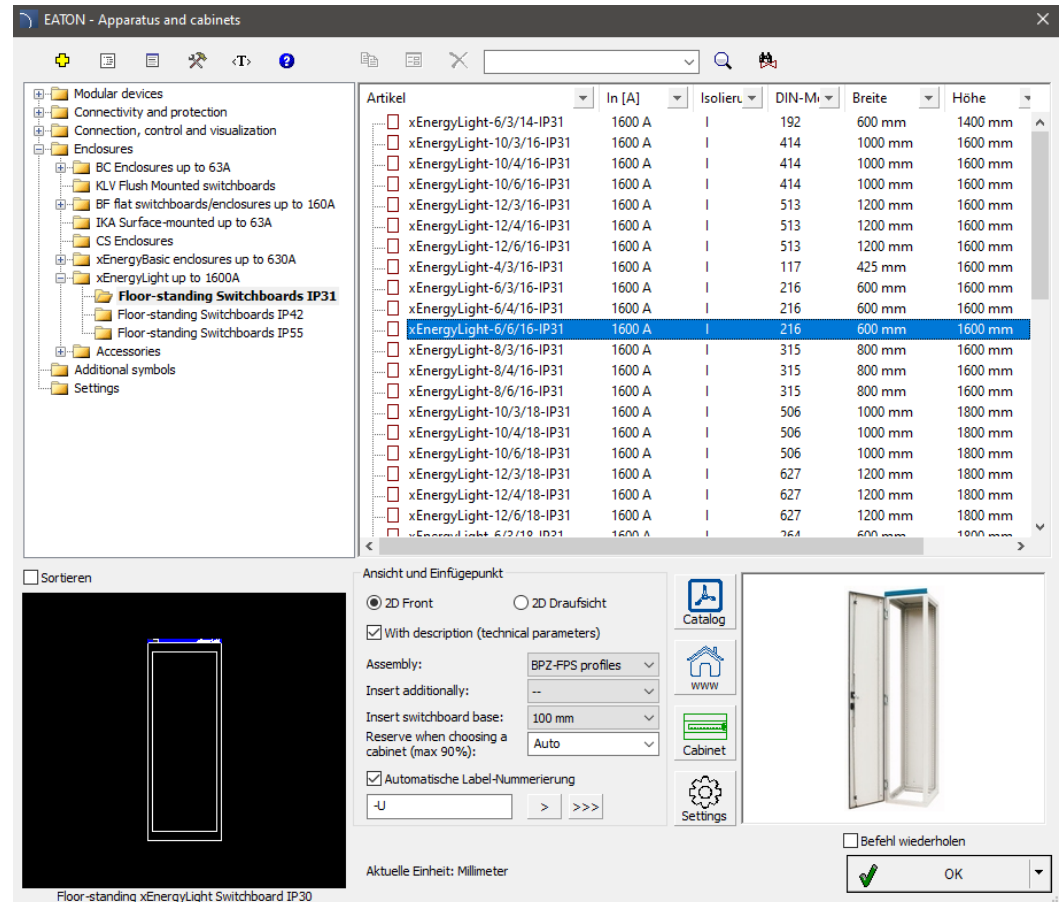 EATON - Apparatus and cabinets
<T>
Modular devices
Connectivity and protection
Connection, control and visualization
Enclosures
BC Enclosures up to 63A
KLV Flush Mounted switchboards
BF flat switchboards/enclosures up to 160A
IKA Surface-mounted up to 63A
CS Enclosures
xEnergyBasic enclosures up to 630A
xEnergyLight up to 1600A
Floor-standing Switchboards IP31
Floor-standing Switchboards IP42
Floor-standing Switchboards IP55
Accessories
Additional symbols
Settings
Artikel In [A] Isolieru DIN-M Breite Höhe
xEnergyLight-6/3/14-IP31 1600 A I 192 600 mm 1400 mm
xEnergyLight-10/3/16-IP31 1600 A I 414 1000 mm 1600 mm
xEnergyLight-10/4/16-IP31 1600 A I 414 1000 mm 1600 mm
xEnergyLight-10/6/16-IP31 1600 A I 414 1000 mm 1600 mm
xEnergyLight-12/3/16-IP31 1600 A I 513 1200 mm 1600 mm
xEnergyLight-12/4/16-IP31 1600 A I 513 1200 mm 1600 mm
xEnergyLight-12/6/16-IP31 1600 A I 513 1200 mm 1600 mm
xEnergyLight-4/3/16-IP31 1600 A I 117 425 mm 1600 mm
xEnergyLight-6/3/16-IP31 1600 A I 216 600 mm 1600 mm
xEnergyLight-6/4/16-IP31 1600 A I 216 600 mm 1600 mm
xEnergyLight-6/6/16-IP31 1600 A I 216 600 mm 1600 mm
xEnergyLight-8/3/16-IP31 1600 A I 315 800 mm 1600 mm
xEnergyLight-8/4/16-IP31 1600 A I 315 800 mm 1600 mm
xEnergyLight-8/6/16-IP31 1600 A I 315 800 mm 1600 mm
xEnergyLight-10/3/18-IP31 1600 A I 506 1000 mm 1800 mm
xEnergyLight-10/4/18-IP31 1600 A I 506 1000 mm 1800 mm
xEnergyLight-10/6/18-IP31 1600 A I 506 1000 mm 1800 mm
xEnergyLight-12/3/18-IP31 1600 A I 627 1200 mm 1800 mm
xEnergyLight-12/4/18-IP31 1600 A I 627 1200 mm 1800 mm
xEnergyLight-12/6/18-IP31 1600 A I 627 1200 mm 1800 mm
xEnergyLight-6/3/18-IP31 1600 A I 264 600 mm 1800 mm
Sortieren
Floor-standing xEnergyLight Switchboard IP30
Ansicht und Einfügepunkt
2D Front 2D Draufsicht
With description (technical parameters)
Assembly: BPZ-FPS profiles
Insert additionally: --
Insert switchboard base: 100 mm
Reserve when choosing a
cabinet (max 90%): Auto
Automatische Label-Nummerierung
-U > >>>
Aktuelle Einheit: Millimeter
Catalog
www
Cabinet
Settings
Befehl wiederholen
OK